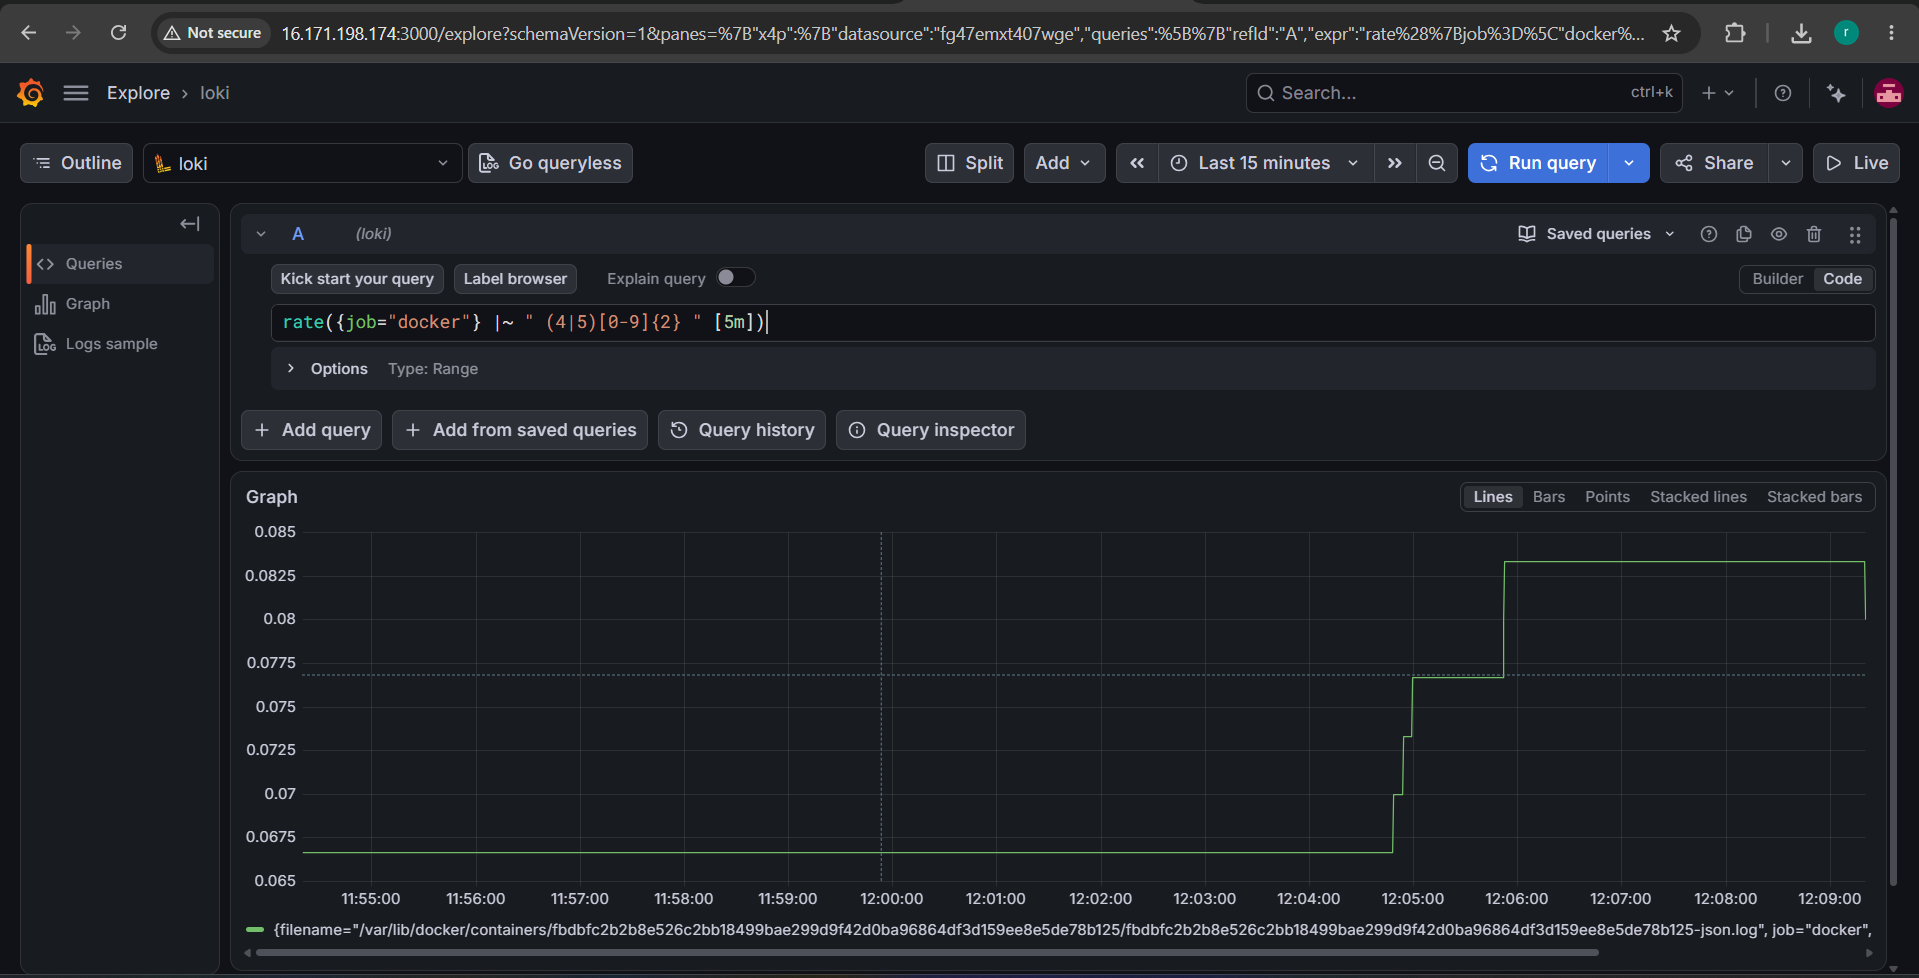 Not secure
16.171.198.174:3000/explore?schemaVersion=1&panes=%7B"x4p":%7B"datasource":"fg47emxt407wge","queries":%5B%7B"refId":"A","expr":"rate%28%7Bjob%3D%5C"docker%...
r
Explore › loki
Search... ctrl+k
Outline loki Go queryless Split Add Last 15 minutes Run query Share Live
Queries
Graph
Logs sample
A (loki) Saved queries
Kick start your query Label browser Explain query Builder Code
rate({job="docker"} |~ " (4|5)[0-9]{2} " [5m])
Options Type: Range
+ Add query + Add from saved queries Query history Query inspector
Graph Lines Bars Points Stacked lines Stacked bars
0.085
0.0825
0.08
0.0775
0.075
0.0725
0.07
0.0675
0.065
11:55:00 11:56:00 11:57:00 11:58:00 11:59:00 12:00:00 12:01:00 12:02:00 12:03:00 12:04:00 12:05:00 12:06:00 12:07:00 12:08:00 12:09:00
{filename="/var/lib/docker/containers/fbdbfc2b2b8e526c2bb18499bae299d9f42d0ba96864df3d159ee8e5de78b125/fbdbfc2b2b8e526c2bb18499bae299d9f42d0ba96864df3d159ee8e5de78b125-json.log", job="docker",